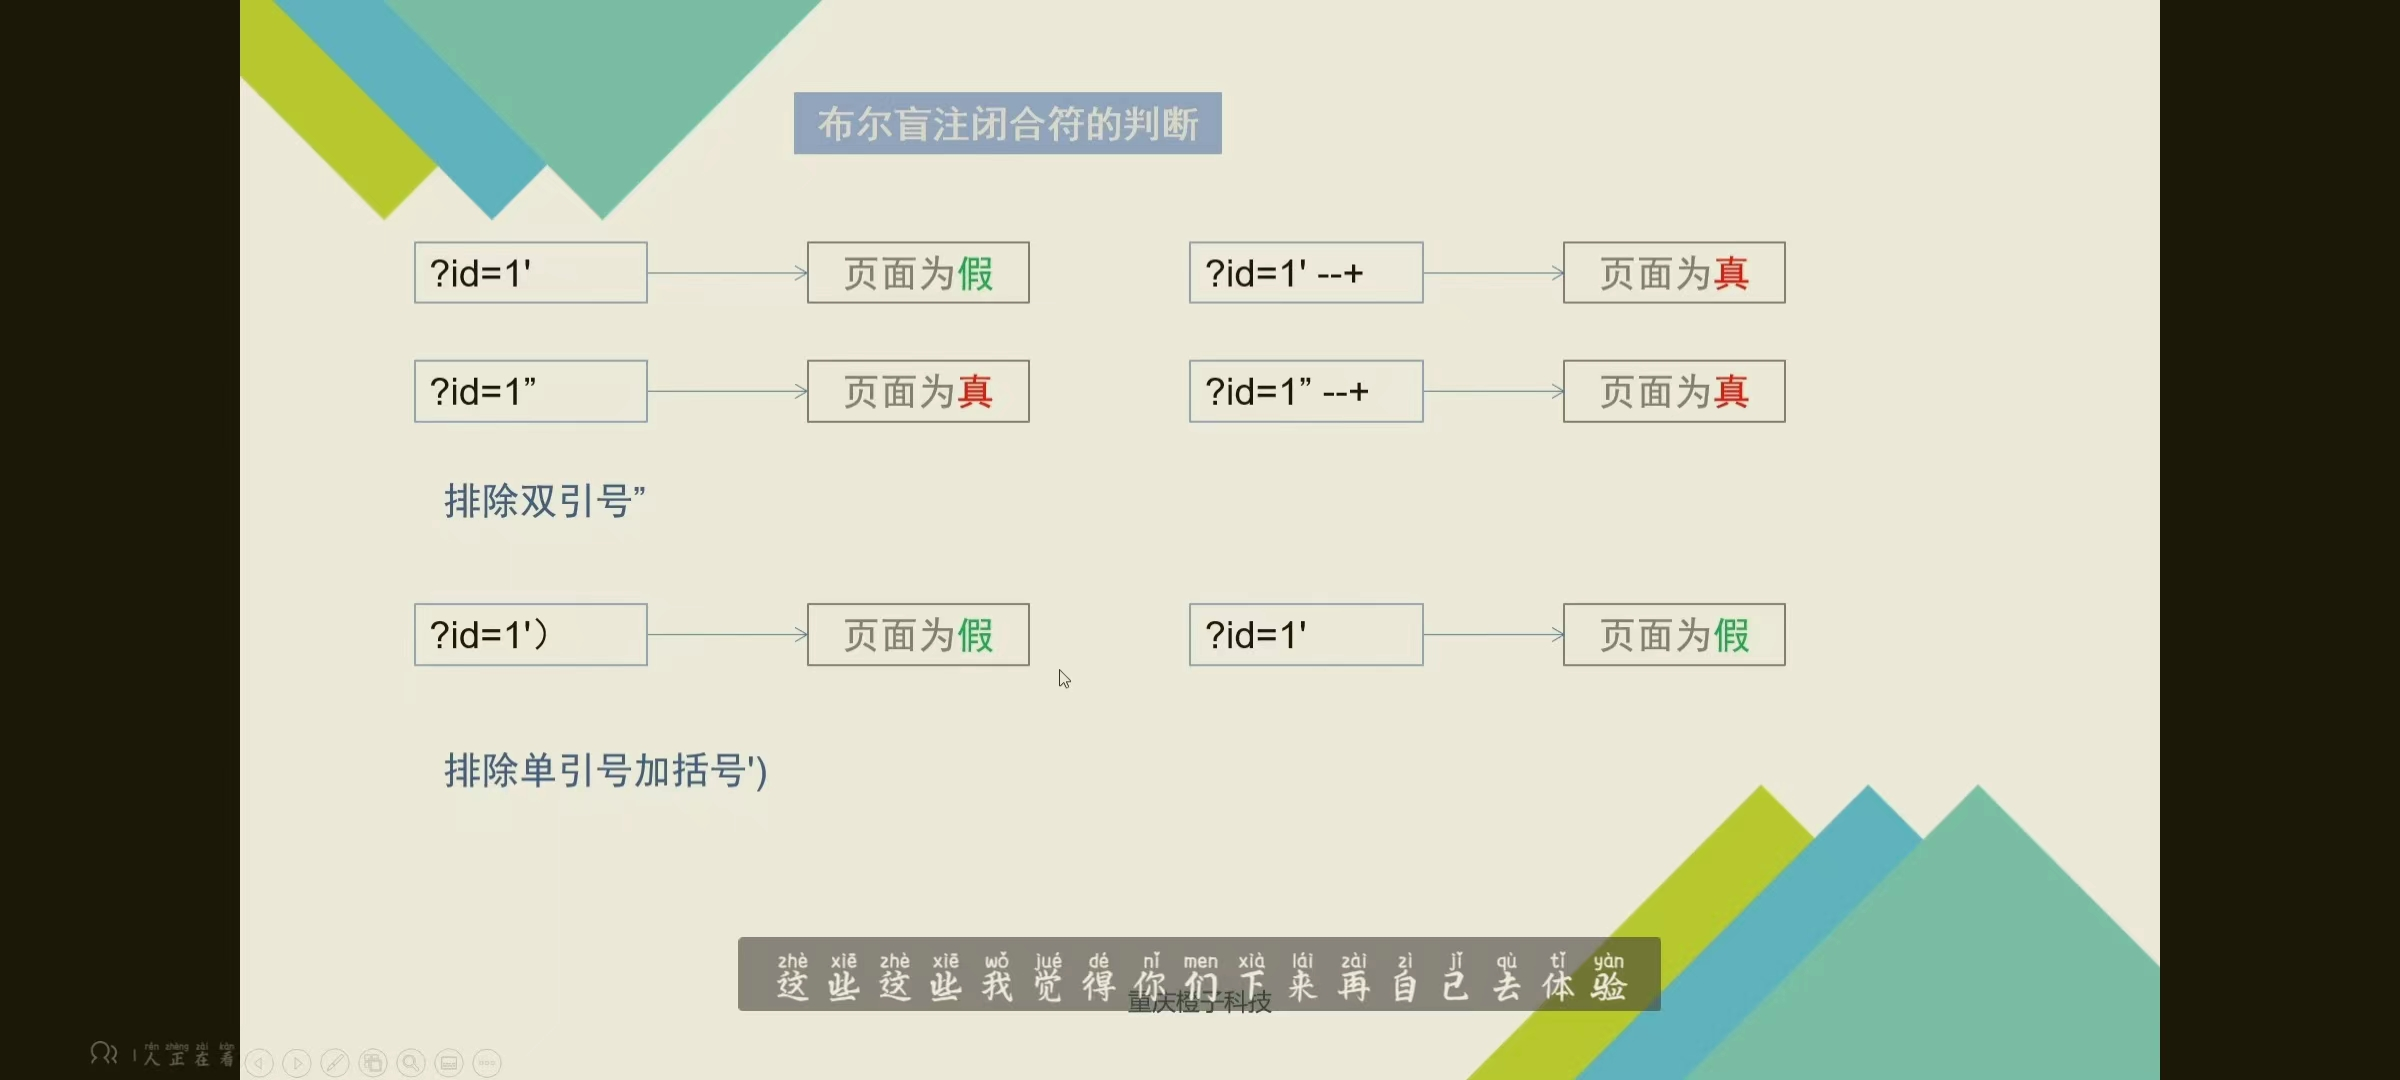 布尔盲注闭合符的判断
?id=1' 页面为假 ?id=1' --+ 页面为真
?id=1” 页面为真 ?id=1” --+ 页面为真
排除双引号”
?id=1'） 页面为假 ?id=1' 页面为假
排除单引号加括号')
zhè xiē zhè xiē wǒ jué dé nǐ men xià lái zài zì jǐ qù tǐ yàn
这些这些我觉得你们下来再自己去体验
重庆橙子科技
rén zhèng zài kàn
1人正在看